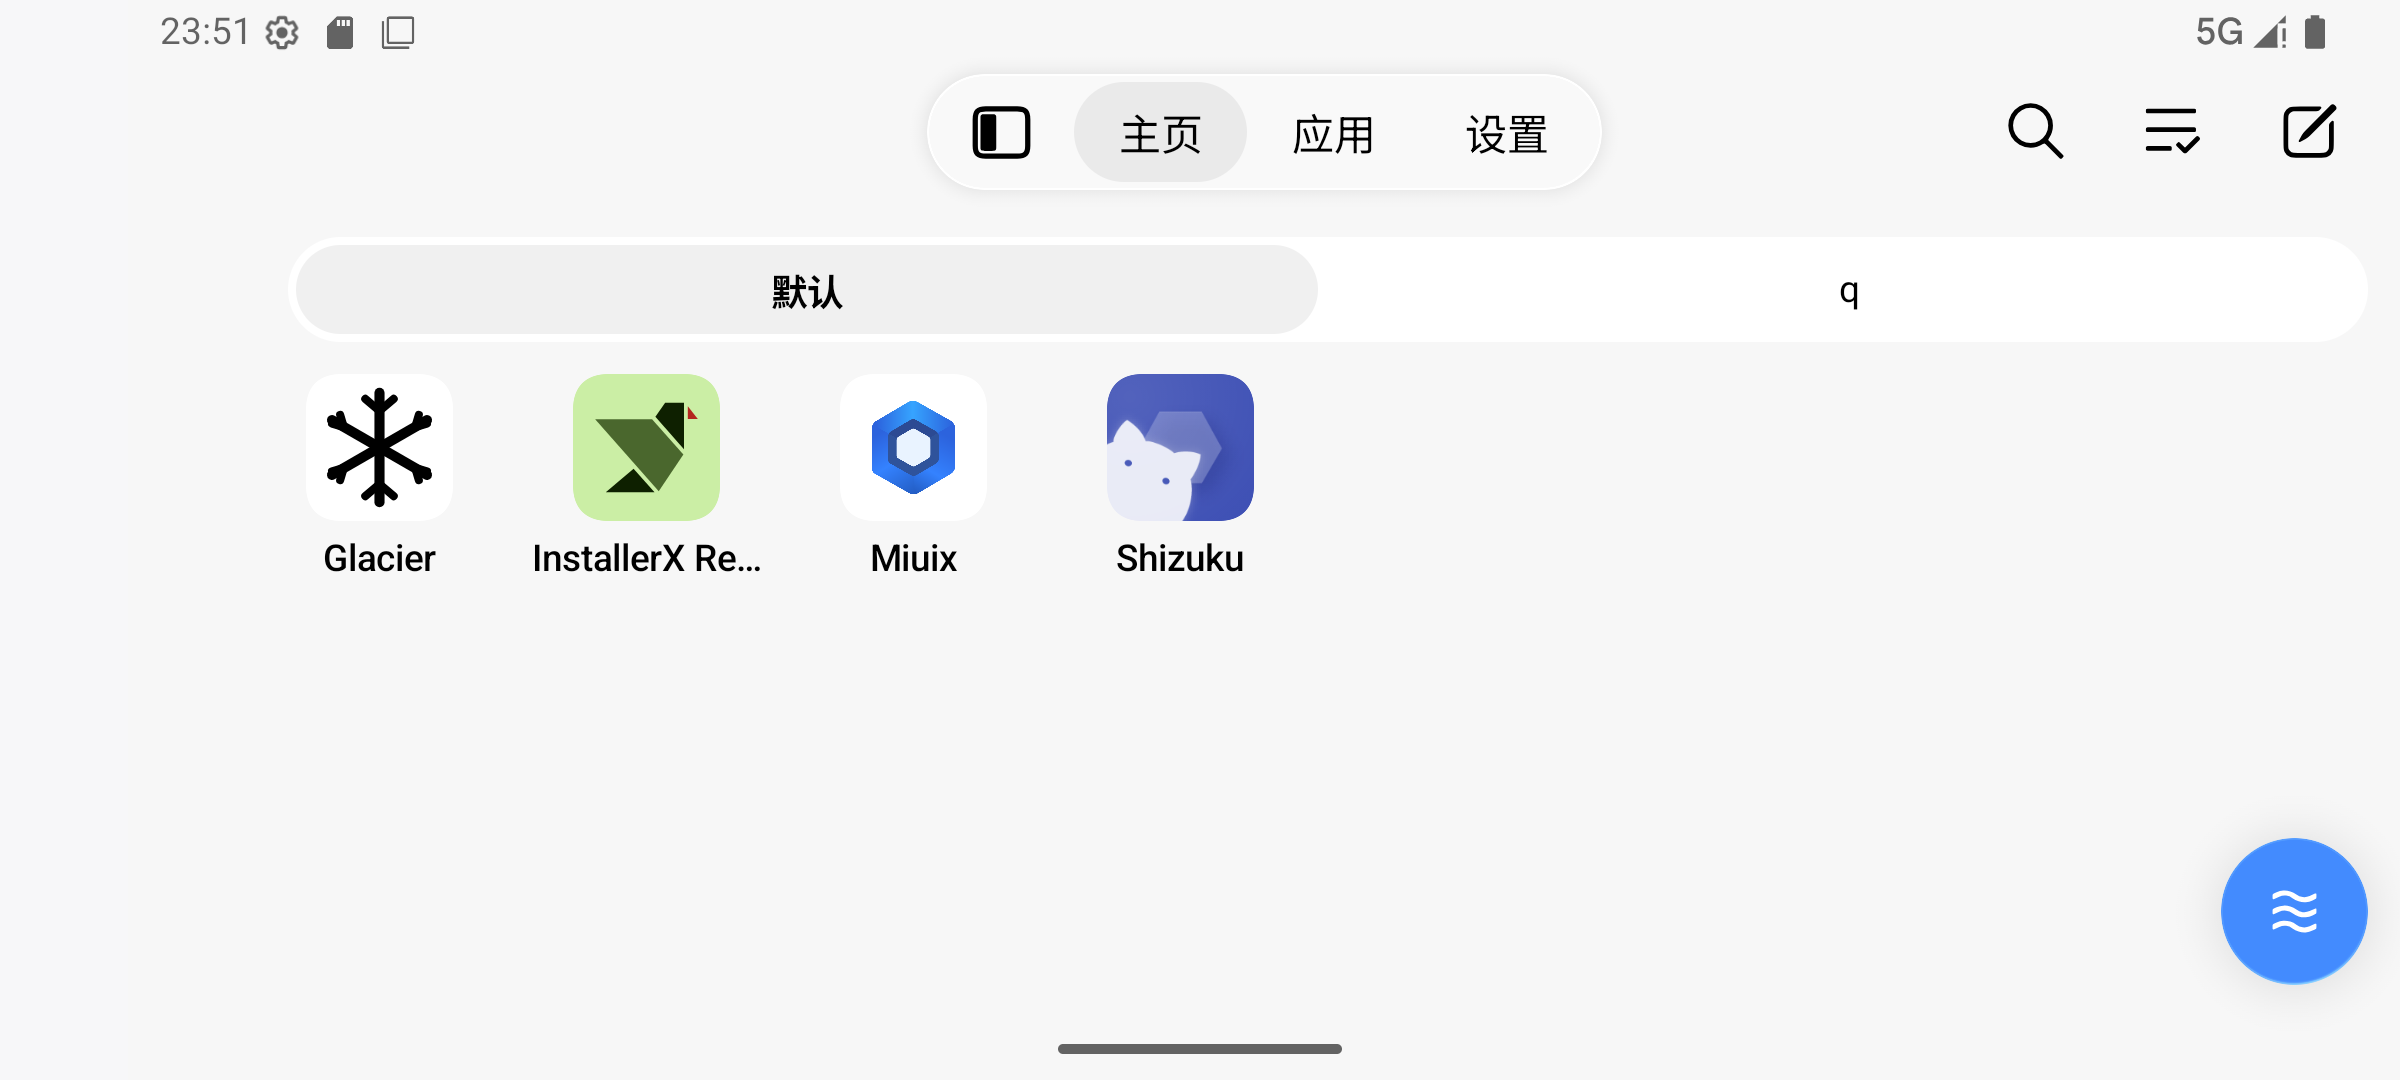 23:51
5G
主页 应用 设置
默认 q
Glacier InstallerX Re... Miuix Shizuku